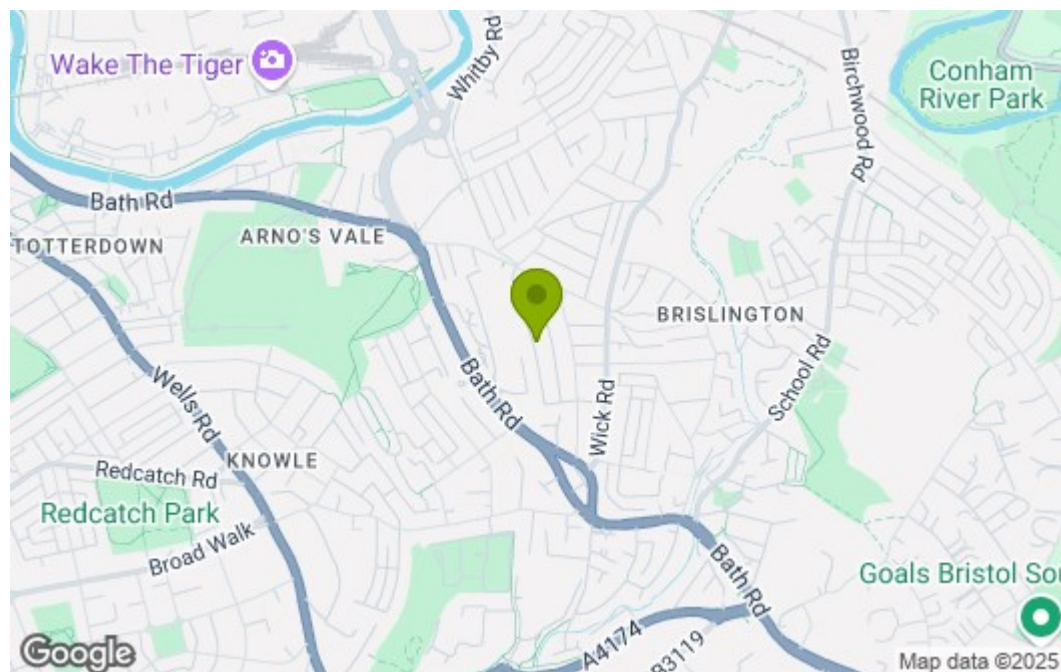 Wake The Tiger
Whitby Rd
Birchwood Rd
Conham
River Park
Bath Rd
TOTTERDOWN
ARNO'S VALE
BRISLINGTON
School Rd
Wells Rd
Bath Rd
Wick Rd
KNOWLE
Redcatch Rd
Redcatch Park
Broad Walk
Bath Rd
Goals Bristol Sou
A4174
B3119
Google
Map data ©2025